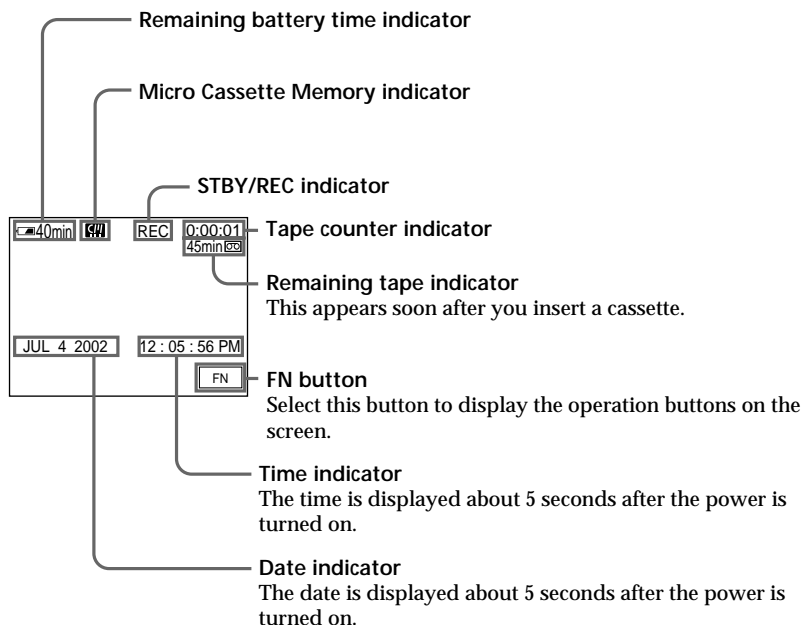 Remaining battery time indicator
Micro Cassette Memory indicator
STBY/REC indicator
40min
REC
0:00:01
Tape counter indicator
45min
Remaining tape indicator
This appears soon after you insert a cassette.
JUL 4 2002
12 : 05 : 56 PM
FN
FN button
Select this button to display the operation buttons on the
screen.
Time indicator
The time is displayed about 5 seconds after the power is
turned on.
Date indicator
The date is displayed about 5 seconds after the power is
turned on.